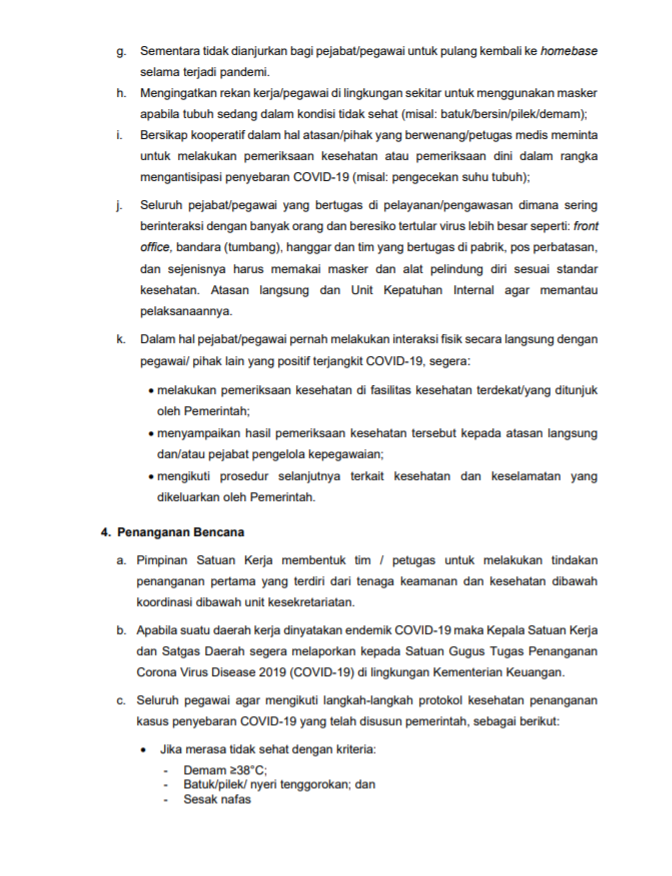 g. Sementara tidak dianjurkan bagi pejabat/pegawai untuk pulang kembali ke homebase
selama terjadi pandemi.
h. Mengingatkan rekan kerja/pegawai di lingkungan sekitar untuk menggunakan masker
apabila tubuh sedang dalam kondisi tidak sehat (misal: batuk/bersin/pilek/demam);
i. Bersikap kooperatif dalam hal atasan/pihak yang berwenang/petugas medis meminta
untuk melakukan pemeriksaan kesehatan atau pemeriksaan dini dalam rangka
mengantisipasi penyebaran COVID-19 (misal: pengecekan suhu tubuh);
j. Seluruh pejabat/pegawai yang bertugas di pelayanan/pengawasan dimana sering
berinteraksi dengan banyak orang dan beresiko tertular virus lebih besar seperti: front
office, bandara (tumbang), hanggar dan tim yang bertugas di pabrik, pos perbatasan,
dan sejenisnya harus memakai masker dan alat pelindung diri sesuai standar
kesehatan. Atasan langsung dan Unit Kepatuhan Internal agar memantau
pelaksanaannya.
k. Dalam hal pejabat/pegawai pernah melakukan interaksi fisik secara langsung dengan
pegawai/ pihak lain yang positif terjangkit COVID-19, segera:
• melakukan pemeriksaan kesehatan di fasilitas kesehatan terdekat/yang ditunjuk
oleh Pemerintah;
• menyampaikan hasil pemeriksaan kesehatan tersebut kepada atasan langsung
dan/atau pejabat pengelola kepegawaian;
• mengikuti prosedur selanjutnya terkait kesehatan dan keselamatan yang
dikeluarkan oleh Pemerintah.
4. Penanganan Bencana
a. Pimpinan Satuan Kerja membentuk tim / petugas untuk melakukan tindakan
penanganan pertama yang terdiri dari tenaga keamanan dan kesehatan dibawah
koordinasi dibawah unit kesekretariatan.
b. Apabila suatu daerah kerja dinyatakan endemik COVID-19 maka Kepala Satuan Kerja
dan Satgas Daerah segera melaporkan kepada Satuan Gugus Tugas Penanganan
Corona Virus Disease 2019 (COVID-19) di lingkungan Kementerian Keuangan.
c. Seluruh pegawai agar mengikuti langkah-langkah protokol kesehatan penanganan
kasus penyebaran COVID-19 yang telah disusun pemerintah, sebagai berikut:
• Jika merasa tidak sehat dengan kriteria:
- Demam ≥38°C;
- Batuk/pilek/ nyeri tenggorokan; dan
- Sesak nafas